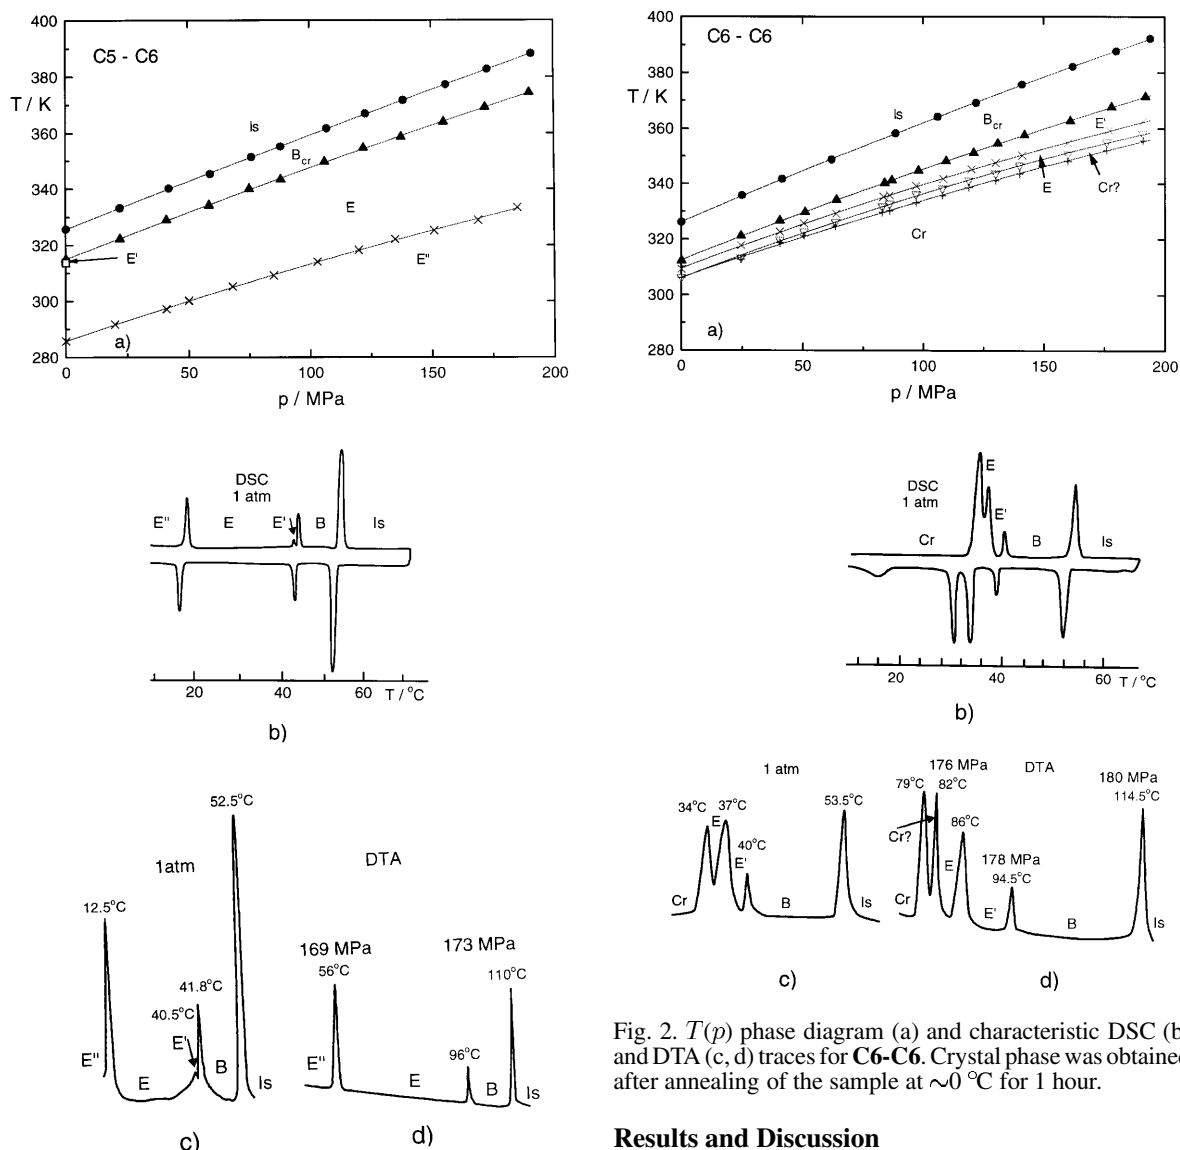 400
C5 - C6
380
T / K
is
360
B_cr
340
E
320
E'
E"
300
a)
280
0 50 100 150 200
p / MPa
DSC
1 atm
E" E E' B Is
20 40 60 T / °C
b)
52.5°C
1atm DTA
12.5°C
169 MPa 173 MPa
56°C 110°C
41.8°C
40.5°C
E'
96°C
E" E B Is
E" E B Is
c) d)
400
C6 - C6
380
T / K
is
360
B_cr
E'
340
E
Cr?
320
Cr
300
a)
280
0 50 100 150 200
p / MPa
DSC
1 atm
E
E'
Cr B Is
20 40 60 T / °C
b)
1 atm
34°C 37°C 53.5°C
E
40°C
E'
Cr B Is
c)
176 MPa DTA
79°C 82°C 180 MPa
114.5°C
Cr? 86°C
178 MPa
E 94.5°C
Cr E' B Is
d)
Fig. 2. T(p) phase diagram (a) and characteristic DSC (b
and DTA (c, d) traces for C6-C6. Crystal phase was obtained
after annealing of the sample at ∼0 °C for 1 hour.
Results and Discussion